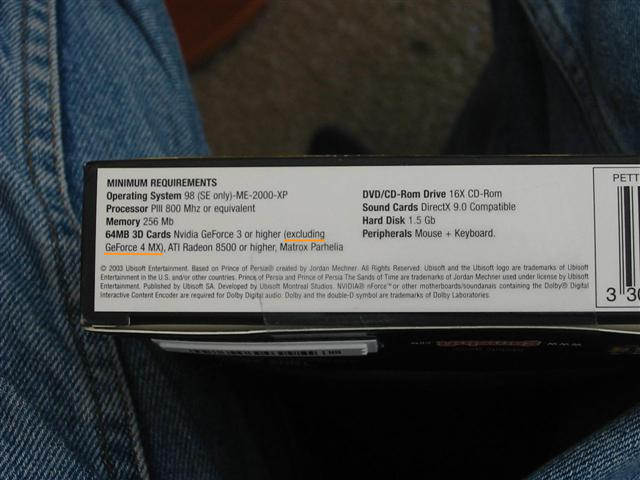 MINIMUM REQUIREMENTS
Operating System 98 (SE only)-ME-2000-XP
Processor PIII 800 Mhz or equivalent
Memory 256 Mb
64MB 3D Cards Nvidia GeForce 3 or higher (excluding
GeForce 4 MX), ATI Radeon 8500 or higher, Matrox Parhelia
DVD/CD-Rom Drive 16X CD-Rom
Sound Cards DirectX 9.0 Compatible
Hard Disk 1.5 Gb
Peripherals Mouse + Keyboard.
© 2003 Ubisoft Entertainment. Based on Prince of Persia® created by Jordan Mechner. All Rights Reserved. Ubisoft and the Ubisoft logo are trademarks of Ubisoft
Entertainment in the U.S. and/or other countries. Prince of Persia and Prince of Persia The Sands of Time are trademarks of Jordan Mechner used under license by Ubisoft
Entertainment. Published by Ubisoft SA. Developed by Ubisoft Montreal Studios. NVIDIA® nForce™ or other motherboards/soundcards containing the Dolby® Digital
Interactive Content Encoder are required for Dolby Digital audio. Dolby and the double-D symbol are trademarks of Dolby Laboratories.
PETT
3